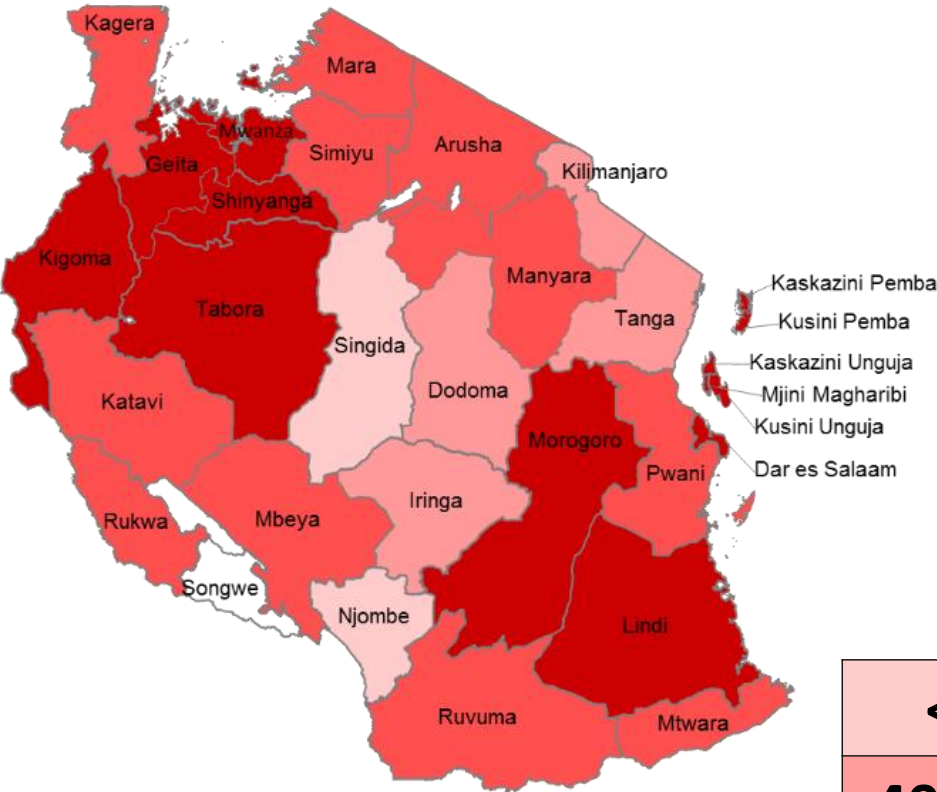 Kagera
Mara
Mwanza
Simiyu
Arusha
Geita
Kilimanjaro
Shinyanga
Kigoma
Manyara
Kaskazini Pemba
Tabora
Tanga
Kusini Pemba
Singida
Kaskazini Unguja
Dodoma
Mjini Magharibi
Katavi
Kusini Unguja
Morogoro
Dar es Salaam
Pwani
Iringa
Rukwa
Mbeya
Songwe
Njombe
Lindi
Ruvuma
Mtwara
<